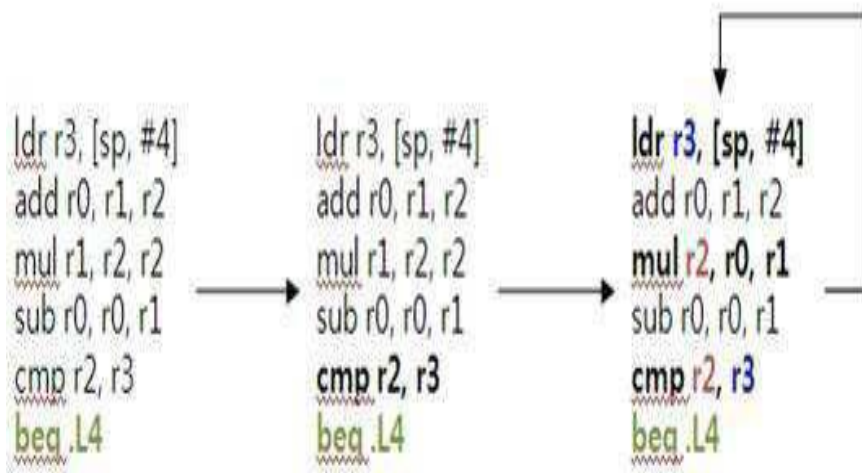 ldr r3, [sp, #4]
add r0, r1, r2
mul r1, r2, r2
sub r0, r0, r1
cmp r2, r3
beq .L4
ldr r3, [sp, #4]
add r0, r1, r2
mul r1, r2, r2
sub r0, r0, r1
cmp r2, r3
beq .L4
ldr r3, [sp, #4]
add r0, r1, r2
mul r2, r0, r1
sub r0, r0, r1
cmp r2, r3
beq .L4